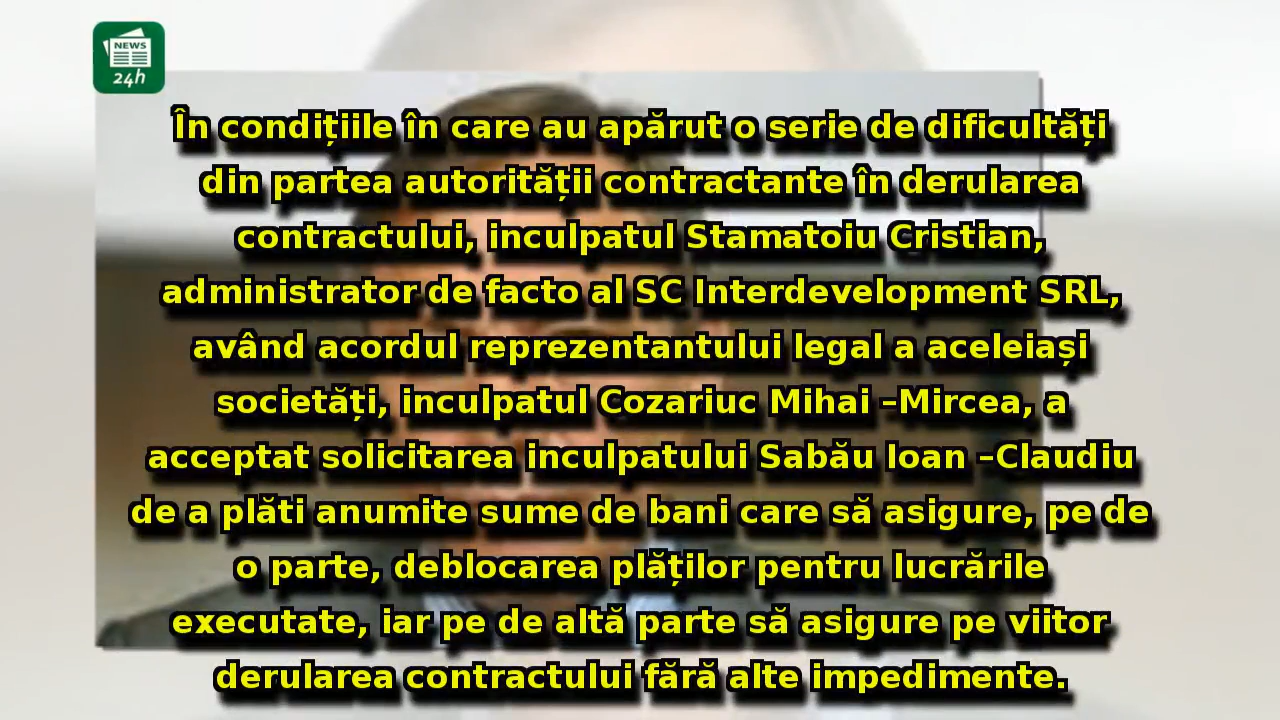 NEWS
24h
În condițiile în care au apărut o serie de dificultăți
din partea autorității contractante în derularea
contractului, inculpatul Stamatoiu Cristian,
administrator de facto al SC Interdevelopment SRL,
având acordul reprezentantului legal a aceleiași
societăți, inculpatul Cozariuc Mihai –Mircea, a
acceptat solicitarea inculpatului Sabău Ioan –Claudiu
de a plăti anumite sume de bani care să asigure, pe de
o parte, deblocarea plăților pentru lucrările
executate, iar pe de altă parte să asigure pe viitor
derularea contractului fără alte impedimente.